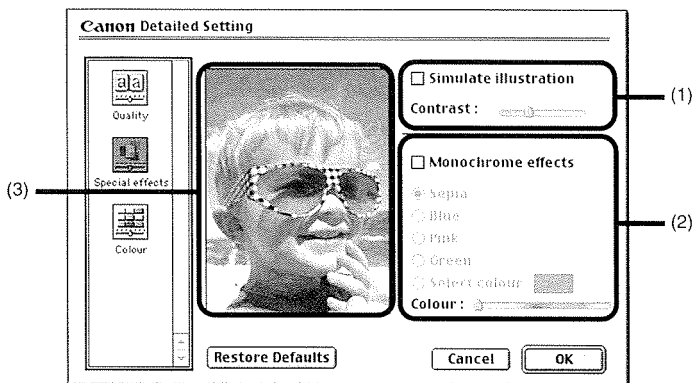 Canon Detailed Setting
Quality
Special effects
Colour
Simulate illustration
Contrast :
(1)
Monochrome effects
Sepia
Blue
Pink
Green
Select colour
Colour :
(2)
(3)
Restore Defaults
Cancel
OK